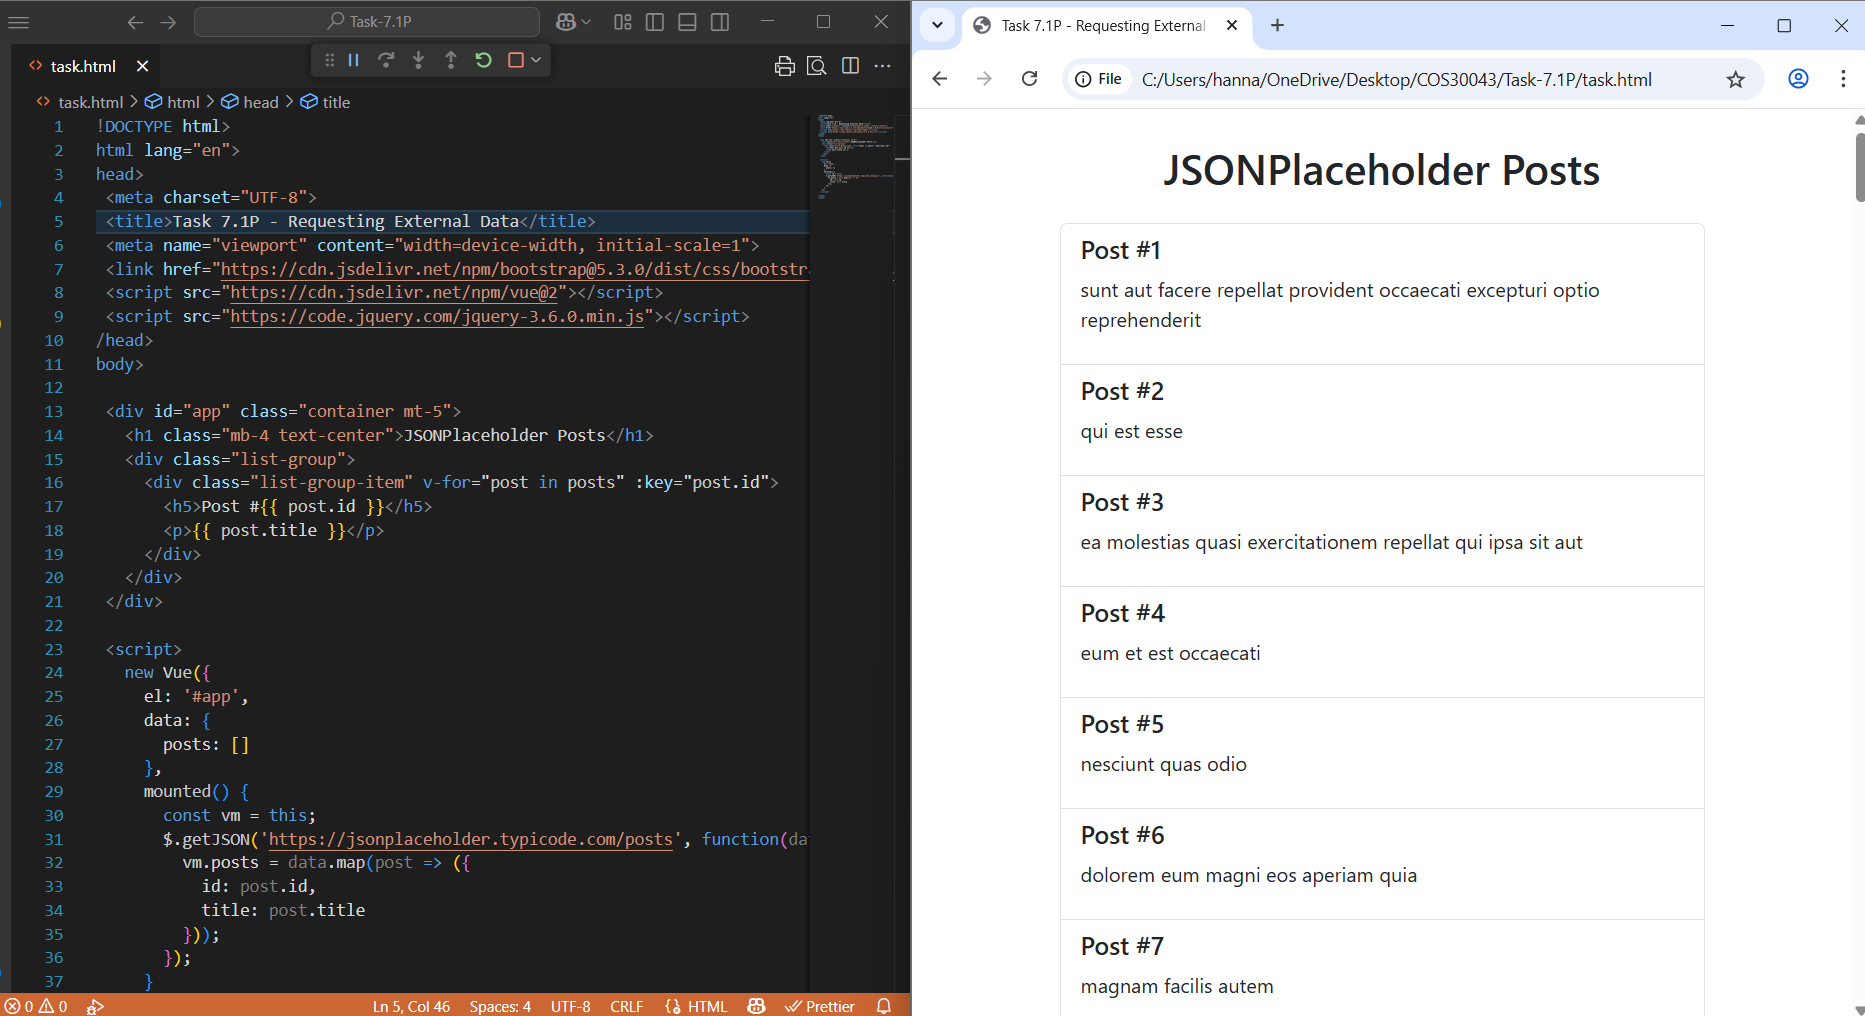 Task-7.1P
task.html
task.html > html > head > title
1 !DOCTYPE html>
2 html lang="en">
3 head>
4 <meta charset="UTF-8">
5 <title>Task 7.1P - Requesting External Data</title>
6 <meta name="viewport" content="width=device-width, initial-scale=1">
7 <link href="https://cdn.jsdelivr.net/npm/bootstrap@5.3.0/dist/css/bootstr
8 <script src="https://cdn.jsdelivr.net/npm/vue@2"></script>
9 <script src="https://code.jquery.com/jquery-3.6.0.min.js"></script>
10 /head>
11 body>
12
13 <div id="app" class="container mt-5">
14 <h1 class="mb-4 text-center">JSONPlaceholder Posts</h1>
15 <div class="list-group">
16 <div class="list-group-item" v-for="post in posts" :key="post.id">
17 <h5>Post #{{ post.id }}</h5>
18 <p>{{ post.title }}</p>
19 </div>
20 </div>
21 </div>
22
23 <script>
24 new Vue({
25 el: '#app',
26 data: {
27 posts: []
28 },
29 mounted() {
30 const vm = this;
31 $.getJSON('https://jsonplaceholder.typicode.com/posts', function(da
32 vm.posts = data.map(post => ({
33 id: post.id,
34 title: post.title
35 }));
36 });
37 }
0 0
Ln 5, Col 46 Spaces: 4 UTF-8 CRLF HTML Prettier
Task 7.1P - Requesting External
File C:/Users/hanna/OneDrive/Desktop/COS30043/Task-7.1P/task.html
JSONPlaceholder Posts
Post #1
sunt aut facere repellat provident occaecati excepturi optio
reprehenderit
Post #2
qui est esse
Post #3
ea molestias quasi exercitationem repellat qui ipsa sit aut
Post #4
eum et est occaecati
Post #5
nesciunt quas odio
Post #6
dolorem eum magni eos aperiam quia
Post #7
magnam facilis autem